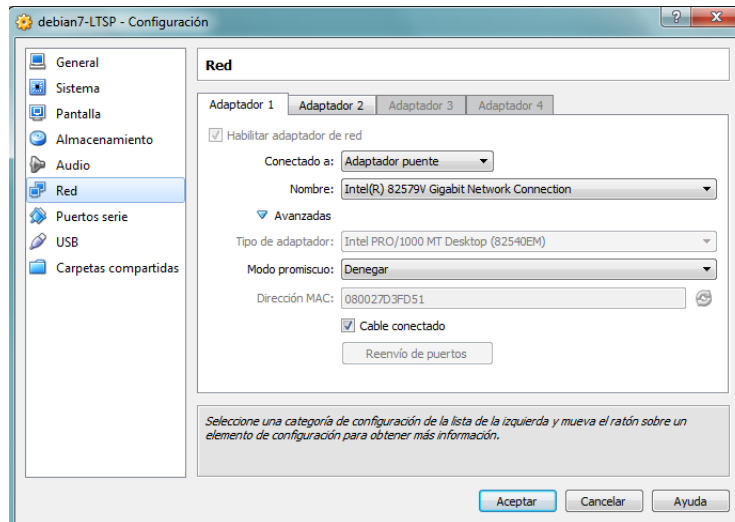 debian7-LTSP - Configuración
General
Sistema
Pantalla
Almacenamiento
Audio
Red
Puertos serie
USB
Carpetas compartidas
Red
Adaptador 1 Adaptador 2 Adaptador 3 Adaptador 4
Habilitar adaptador de red
Conectado a: Adaptador puente
Nombre: Intel(R) 82579V Gigabit Network Connection
Avanzadas
Tipo de adaptador: Intel PRO/1000 MT Desktop (82540EM)
Modo promiscuo: Denegar
Dirección MAC: 080027D3FD51
Cable conectado
Reenvío de puertos
Seleccione una categoría de configuración de la lista de la izquierda y mueva el ratón sobre un
elemento de configuración para obtener más información.
Aceptar Cancelar Ayuda